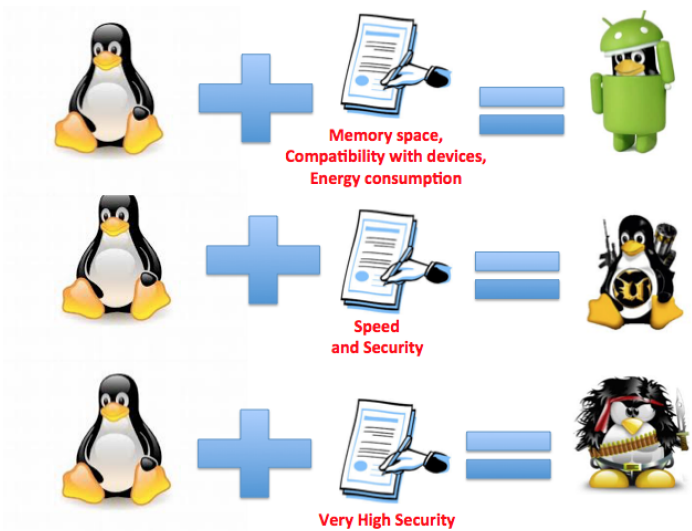 Memory space,
Compatibility with devices,
Energy consumption
Speed
and Security
Very High Security